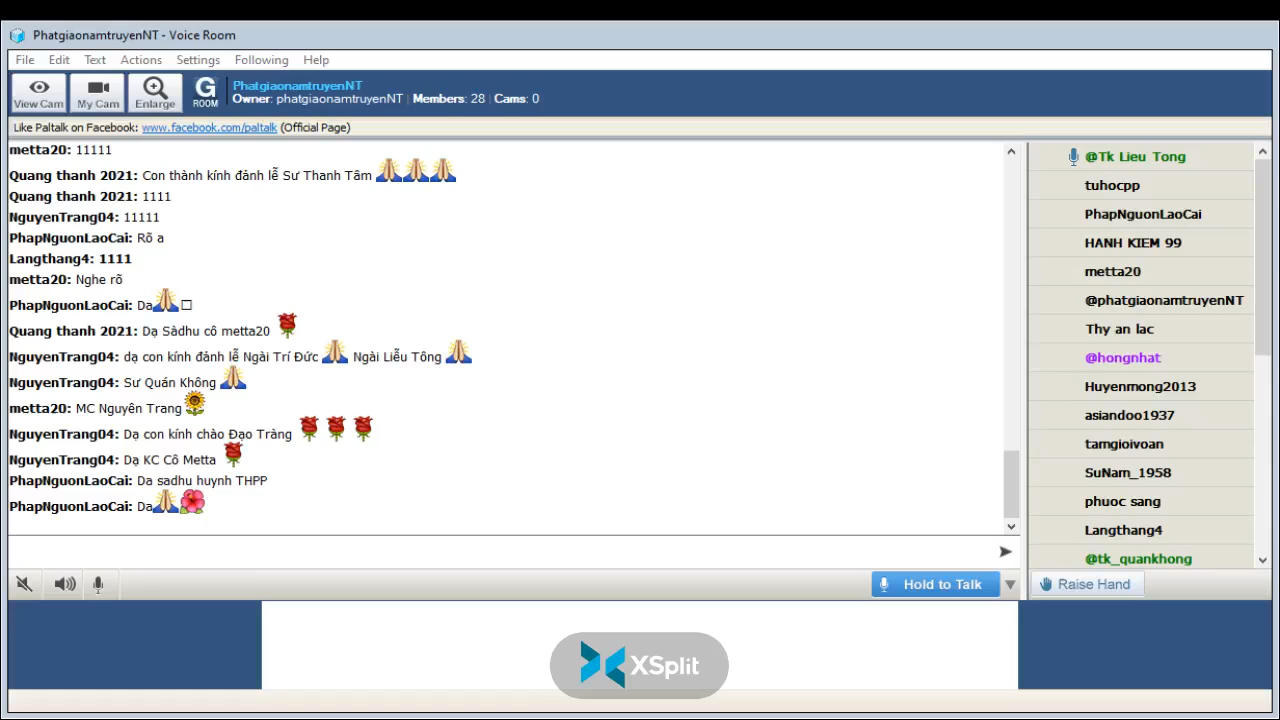 PhatgiaonamtruyenNT - Voice Room
File Edit Text Actions Settings Following Help
View Cam My Cam Enlarge G ROOM
PhatgiaonamtruyenNT
Owner: phatgiaonamtruyenNT | Members: 28 | Cams: 0
Like Paltalk on Facebook: www.facebook.com/paltalk (Official Page)
metta20: 11111
Quang thanh 2021: Con thành kính đảnh lễ Sư Thanh Tâm
Quang thanh 2021: 1111
NguyenTrang04: 11111
PhapNguonLaoCai: Rõ a
Langthang4: 1111
metta20: Nghe rõ
PhapNguonLaoCai: Da
Quang thanh 2021: Dạ Sādhu cô metta20
NguyenTrang04: dạ con kính đảnh lễ Ngài Trí Đức Ngài Liễu Tông
NguyenTrang04: Sư Quán Không
metta20: MC Nguyên Trang
NguyenTrang04: Dạ con kính chào Đạo Tràng
NguyenTrang04: Dạ KC Cô Metta
PhapNguonLaoCai: Da sadhu huynh THPP
PhapNguonLaoCai: Da
Hold to Talk
@Tk Lieu Tong
tuhocpp
PhapNguonLaoCai
HANH KIEM 99
metta20
@phatgiaonamtruyenNT
Thy an lac
@hongnhat
Huyenmong2013
asiandoo1937
tamgioivoan
SuNam_1958
phuoc sang
Langthang4
@tk_quankhong
Raise Hand
XSplit